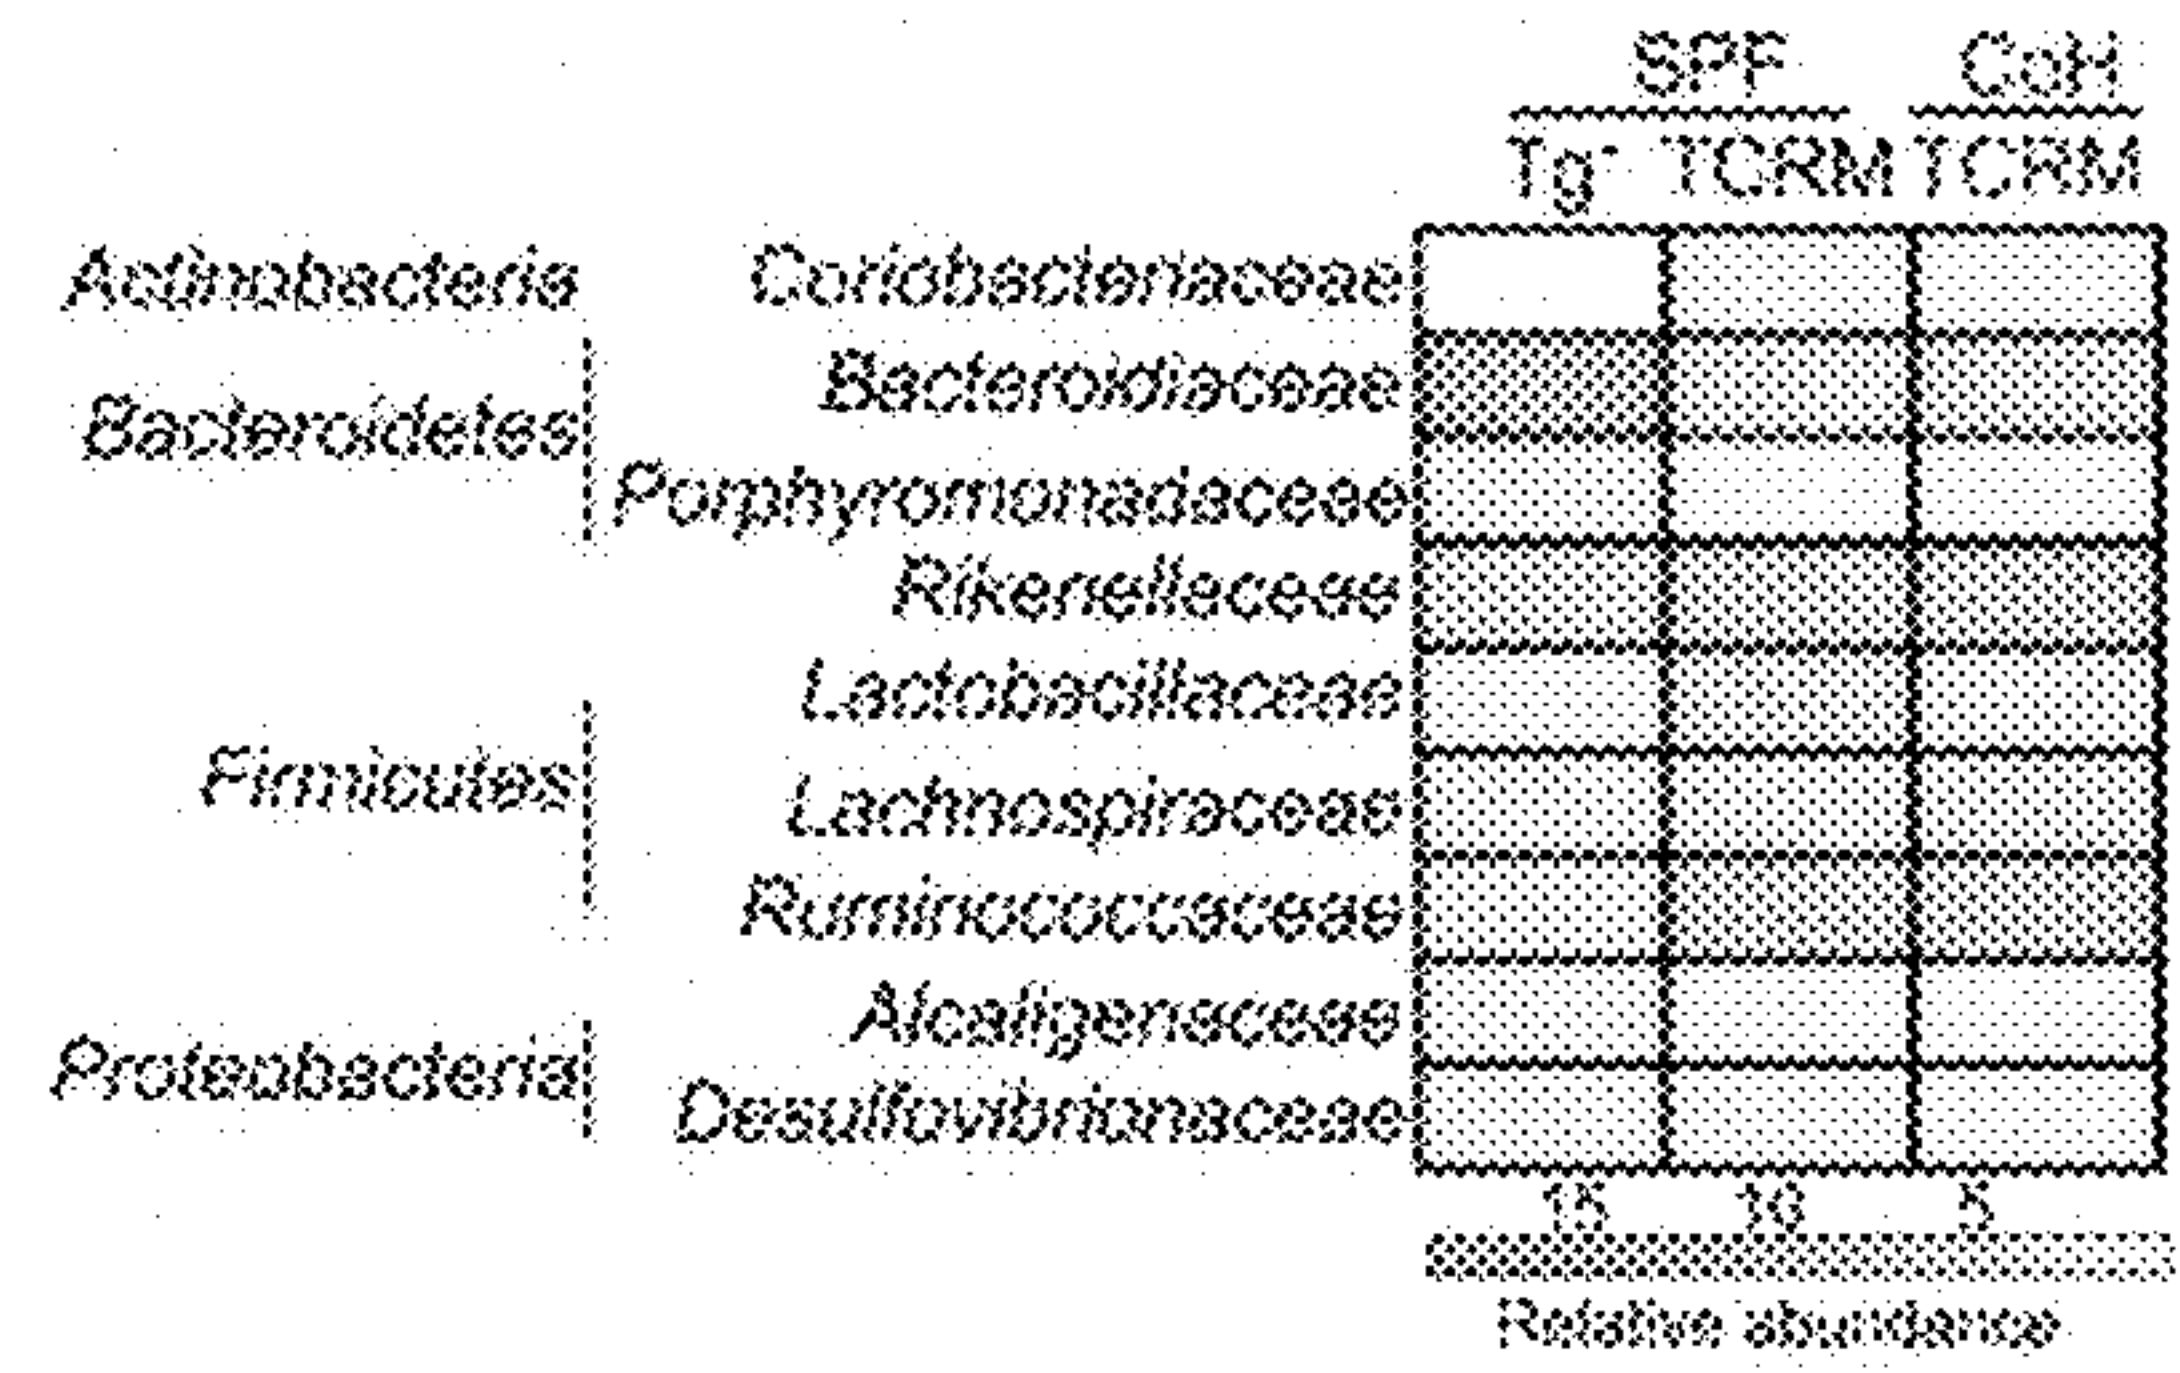 SPF CoH
Tg- TCRM TCRM
Actinobacteria Coriobacteriaceae
Bacteroidiaceae
Bacteroidetes
Porphyromonadaceae
Rikenellaceae
Lactobacillaceae
Firmicutes
Lachnospiraceae
Ruminococcaceae
Alcaligenaceae
Proteobacteria
Desulfovibrionaceae
15 10 5
Relative abundance